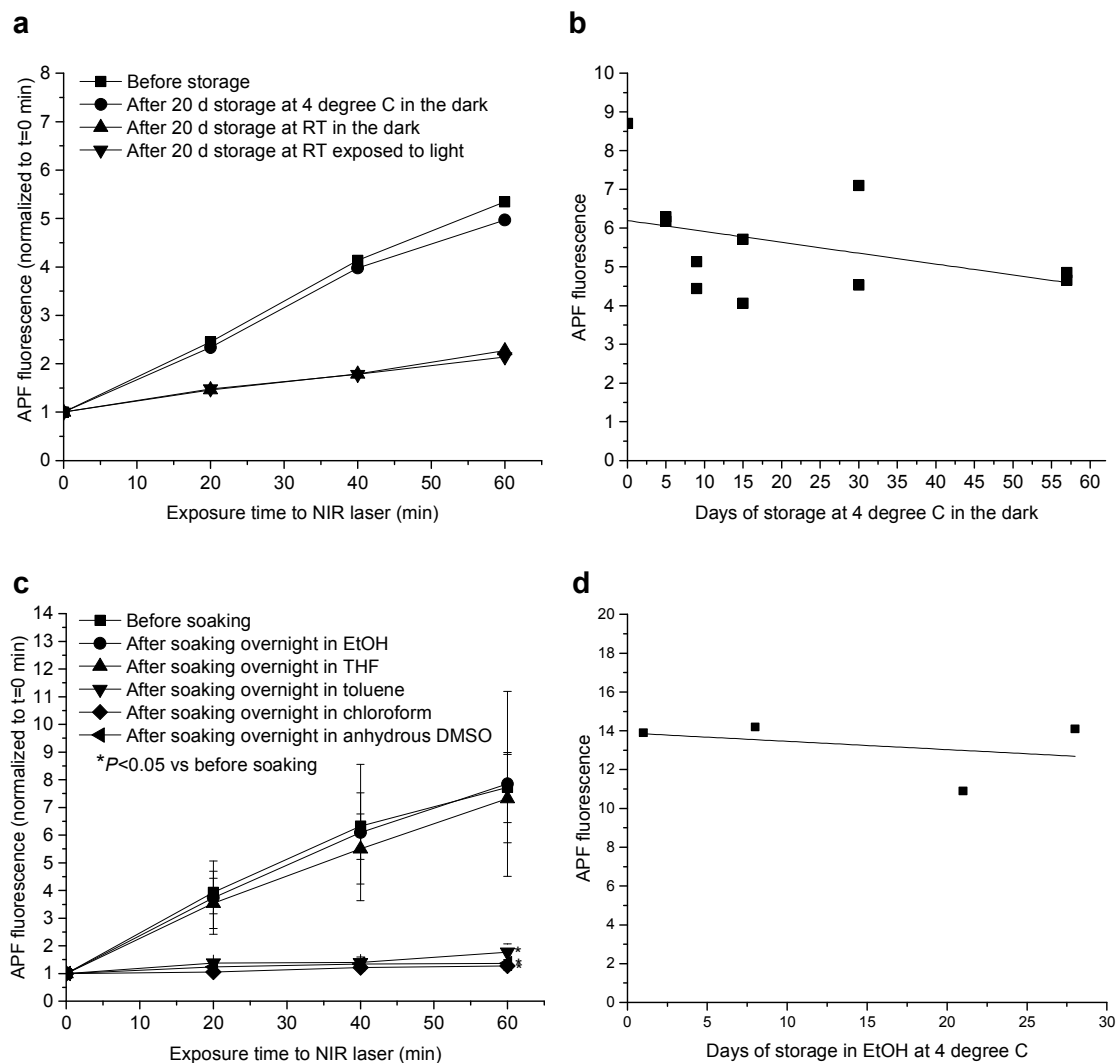 a
8
7
6
5
4
3
2
1
0
APF fluorescence (normalized to t=0 min)
Before storage
After 20 d storage at 4 degree C in the dark
After 20 d storage at RT in the dark
After 20 d storage at RT exposed to light
0 10 20 30 40 50 60
Exposure time to NIR laser (min)
b
10
9
8
7
6
5
4
3
2
1
0
APF fluorescence
0 5 10 15 20 25 30 35 40 45 50 55 60
Days of storage at 4 degree C in the dark
c
14
13
12
11
10
9
8
7
6
5
4
3
2
1
0
APF fluorescence (normalized to t=0 min)
Before soaking
After soaking overnight in EtOH
After soaking overnight in THF
After soaking overnight in toluene
After soaking overnight in chloroform
After soaking overnight in anhydrous DMSO
*P<0.05 vs before soaking
*
*
*
0 10 20 30 40 50 60
Exposure time to NIR laser (min)
d
20
18
16
14
12
10
8
6
4
2
0
APF fluorescence
0 5 10 15 20 25 30
Days of storage in EtOH at 4 degree C